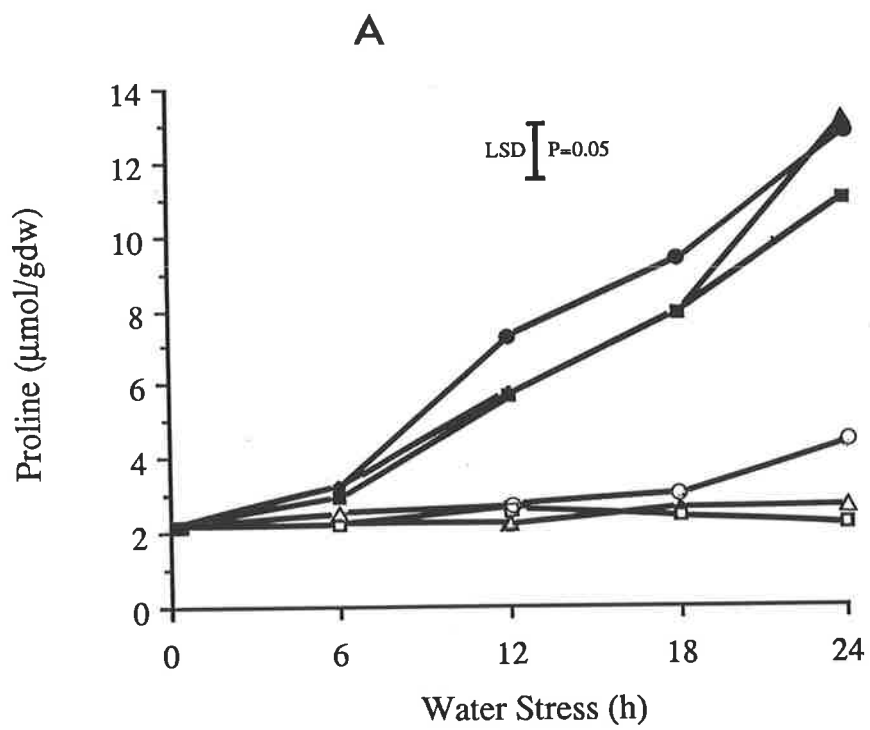 A
14
12
10
8
6
4
2
0
LSD P=0.05
Proline (µmol/gdw)
0 6 12 18 24
Water Stress (h)